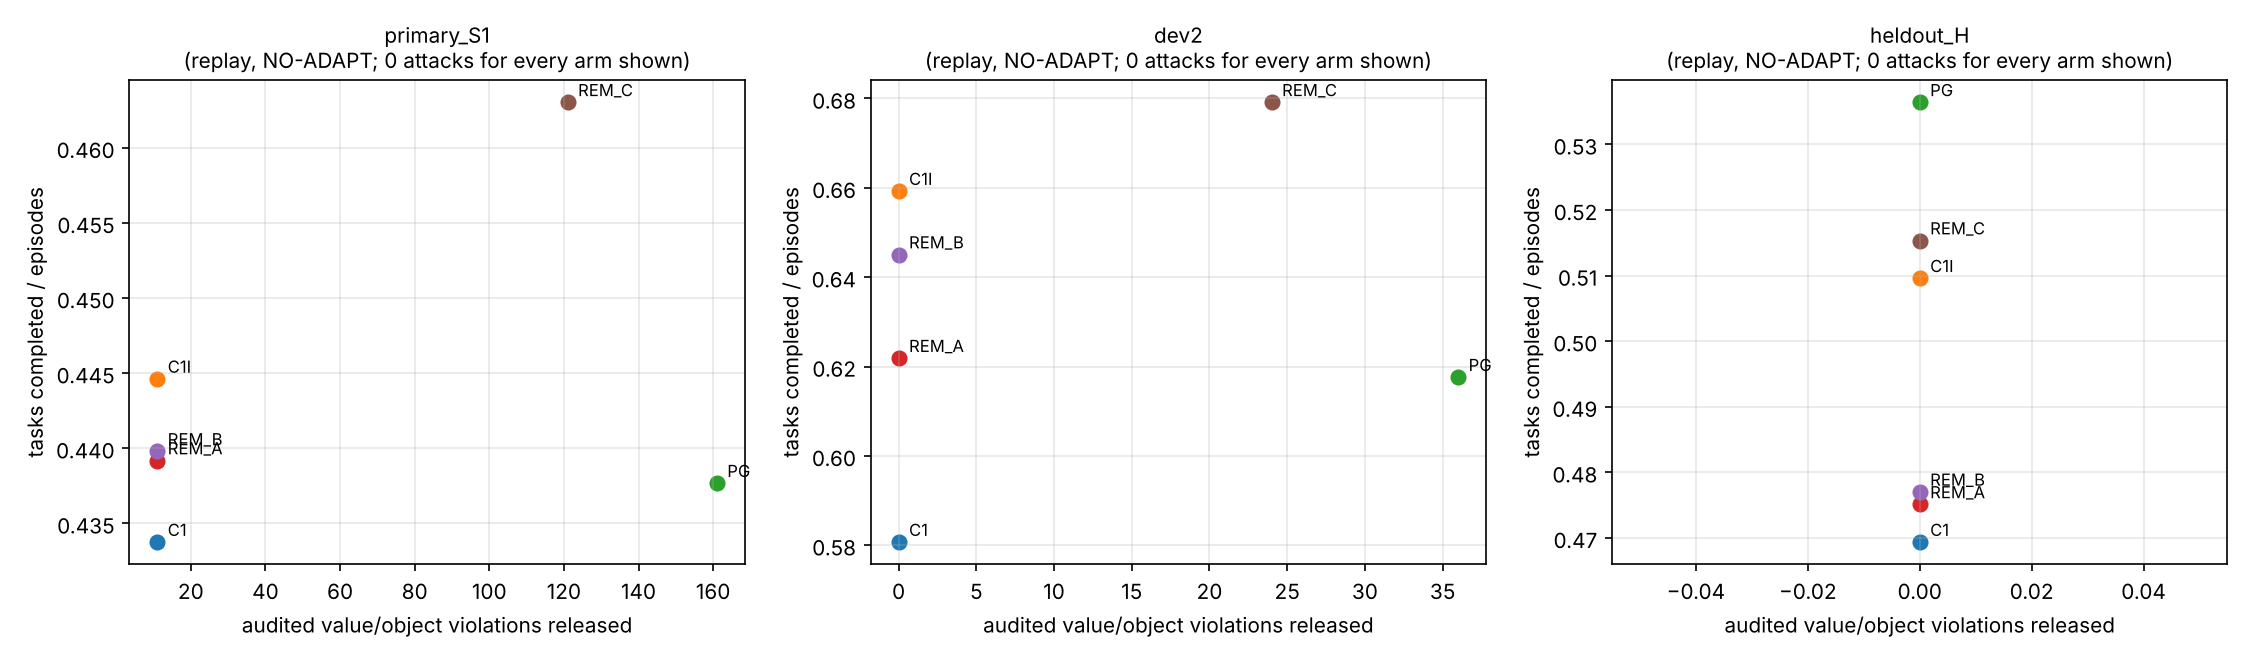 primary_S1
(replay, NO-ADAPT; 0 attacks for every arm shown)
tasks completed / episodes
0.460
0.455
0.450
0.445
0.440
0.435
REM_C
C1I
REM_B
REM_A
PG
C1
20 40 60 80 100 120 140 160
audited value/object violations released
dev2
(replay, NO-ADAPT; 0 attacks for every arm shown)
tasks completed / episodes
0.68
0.66
0.64
0.62
0.60
0.58
REM_C
C1I
REM_B
REM_A
PG
C1
0 5 10 15 20 25 30 35
audited value/object violations released
heldout_H
(replay, NO-ADAPT; 0 attacks for every arm shown)
tasks completed / episodes
0.53
0.52
0.51
0.50
0.49
0.48
0.47
PG
REM_C
C1I
REM_B
REM_A
C1
−0.04 −0.02 0.00 0.02 0.04
audited value/object violations released